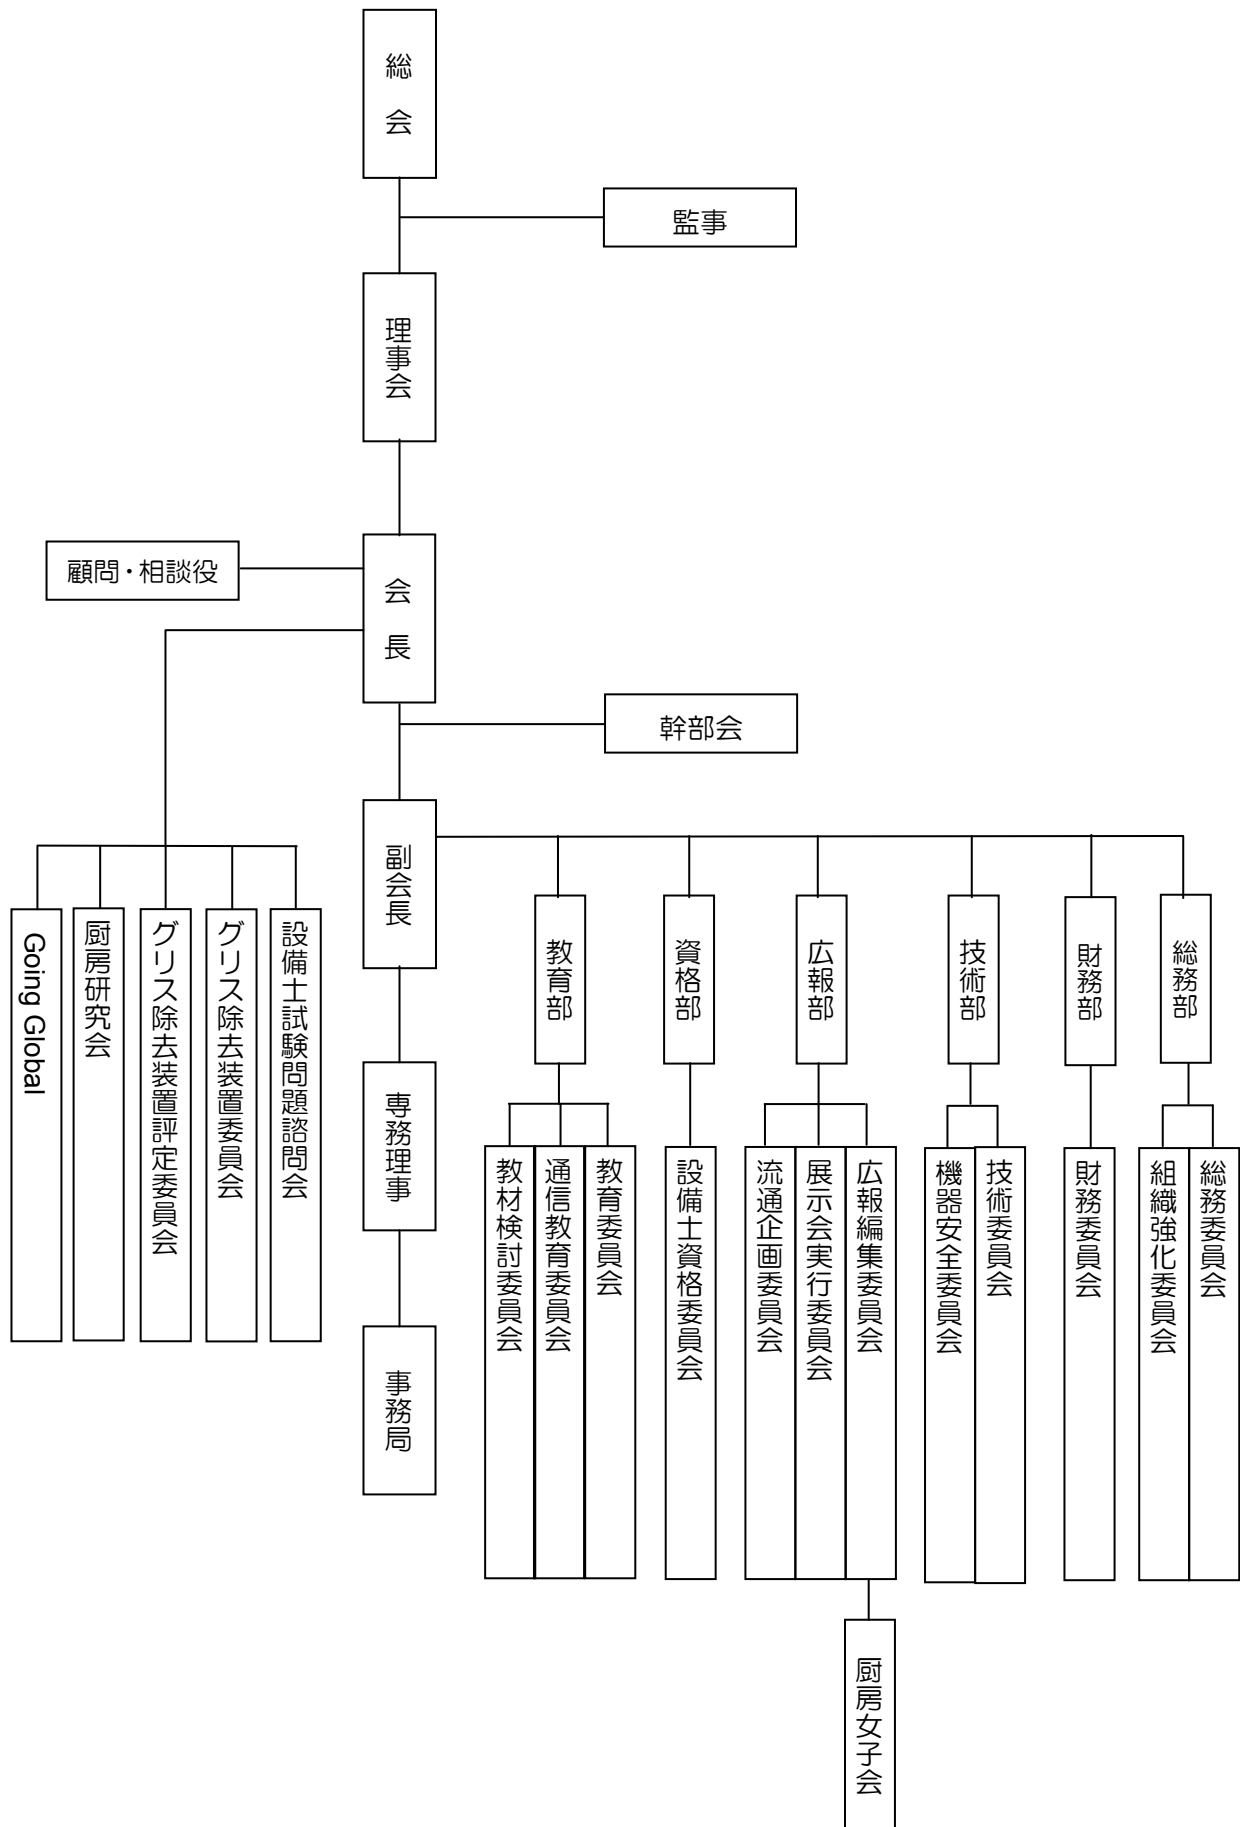 総会
監事
理事会
顧問・相談役
会長
幹部会
副会長
総務部
財務部
技術部
広報部
資格部
教育部
設備士試験問題諮問会
グリス除去装置委員会
グリス除去装置評定委員会
厨房研究会
Going Global
専務理事
総務委員会
組織強化委員会
財務委員会
技術委員会
機器安全委員会
広報編集委員会
展示会実行委員会
流通企画委員会
設備士資格委員会
教育委員会
通信教育委員会
教材検討委員会
事務局
厨房女子会